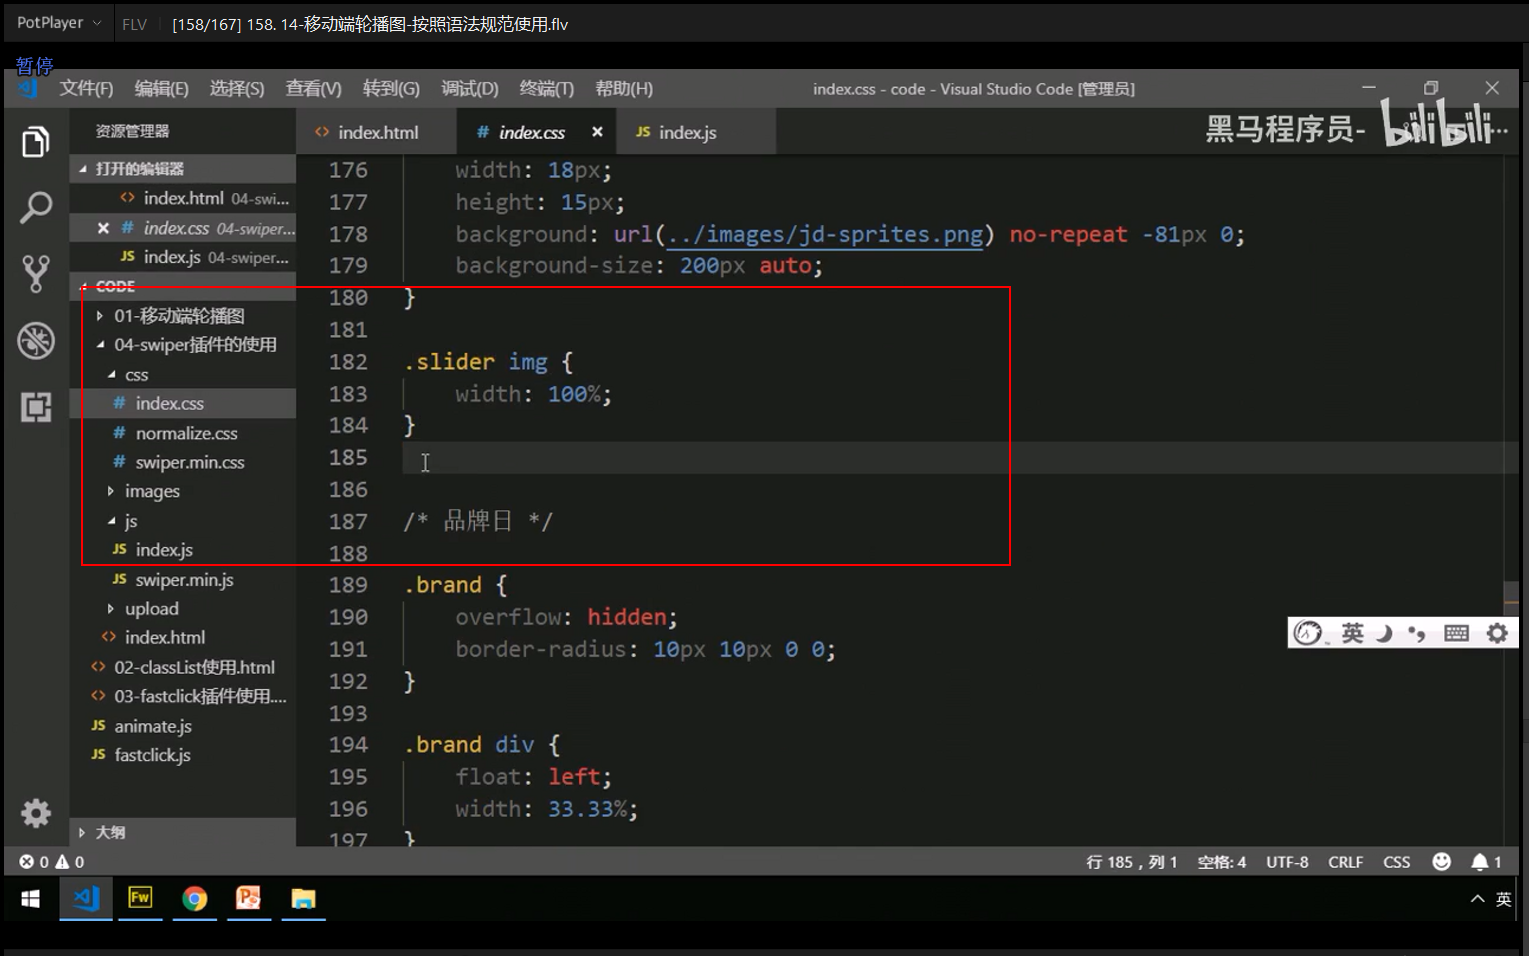 PotPlayer FLV [158/167] 158. 14-移动端轮播图-按照语法规范使用.flv
暂停
文件(F) 编辑(E) 选择(S) 查看(V) 转到(G) 调试(D) 终端(T) 帮助(H) index.css - code - Visual Studio Code [管理员]
资源管理器
打开的编辑器
index.html 04-swi...
index.css 04-swiper...
JS index.js 04-swiper...
CODE
01-移动端轮播图
04-swiper插件的使用
css
# index.css
# normalize.css
# swiper.min.css
images
js
JS index.js
JS swiper.min.js
upload
<> index.html
<> 02-classList使用.html
<> 03-fastclick插件使用....
JS animate.js
JS fastclick.js
大纲
<> index.html # index.css × JS index.js
黑马程序员- bilibili ...
176 width: 18px;
177 height: 15px;
178 background: url(../images/jd-sprites.png) no-repeat -81px 0;
179 background-size: 200px auto;
180 }
181
182 .slider img {
183 width: 100%;
184 }
185
186
187 /* 品牌日 */
188
189 .brand {
190 overflow: hidden;
191 border-radius: 10px 10px 0 0;
192 }
193
194 .brand div {
195 float: left;
196 width: 33.33%;
197 }
英
0 0 行 185，列 1 空格: 4 UTF-8 CRLF CSS 1
Fw
英